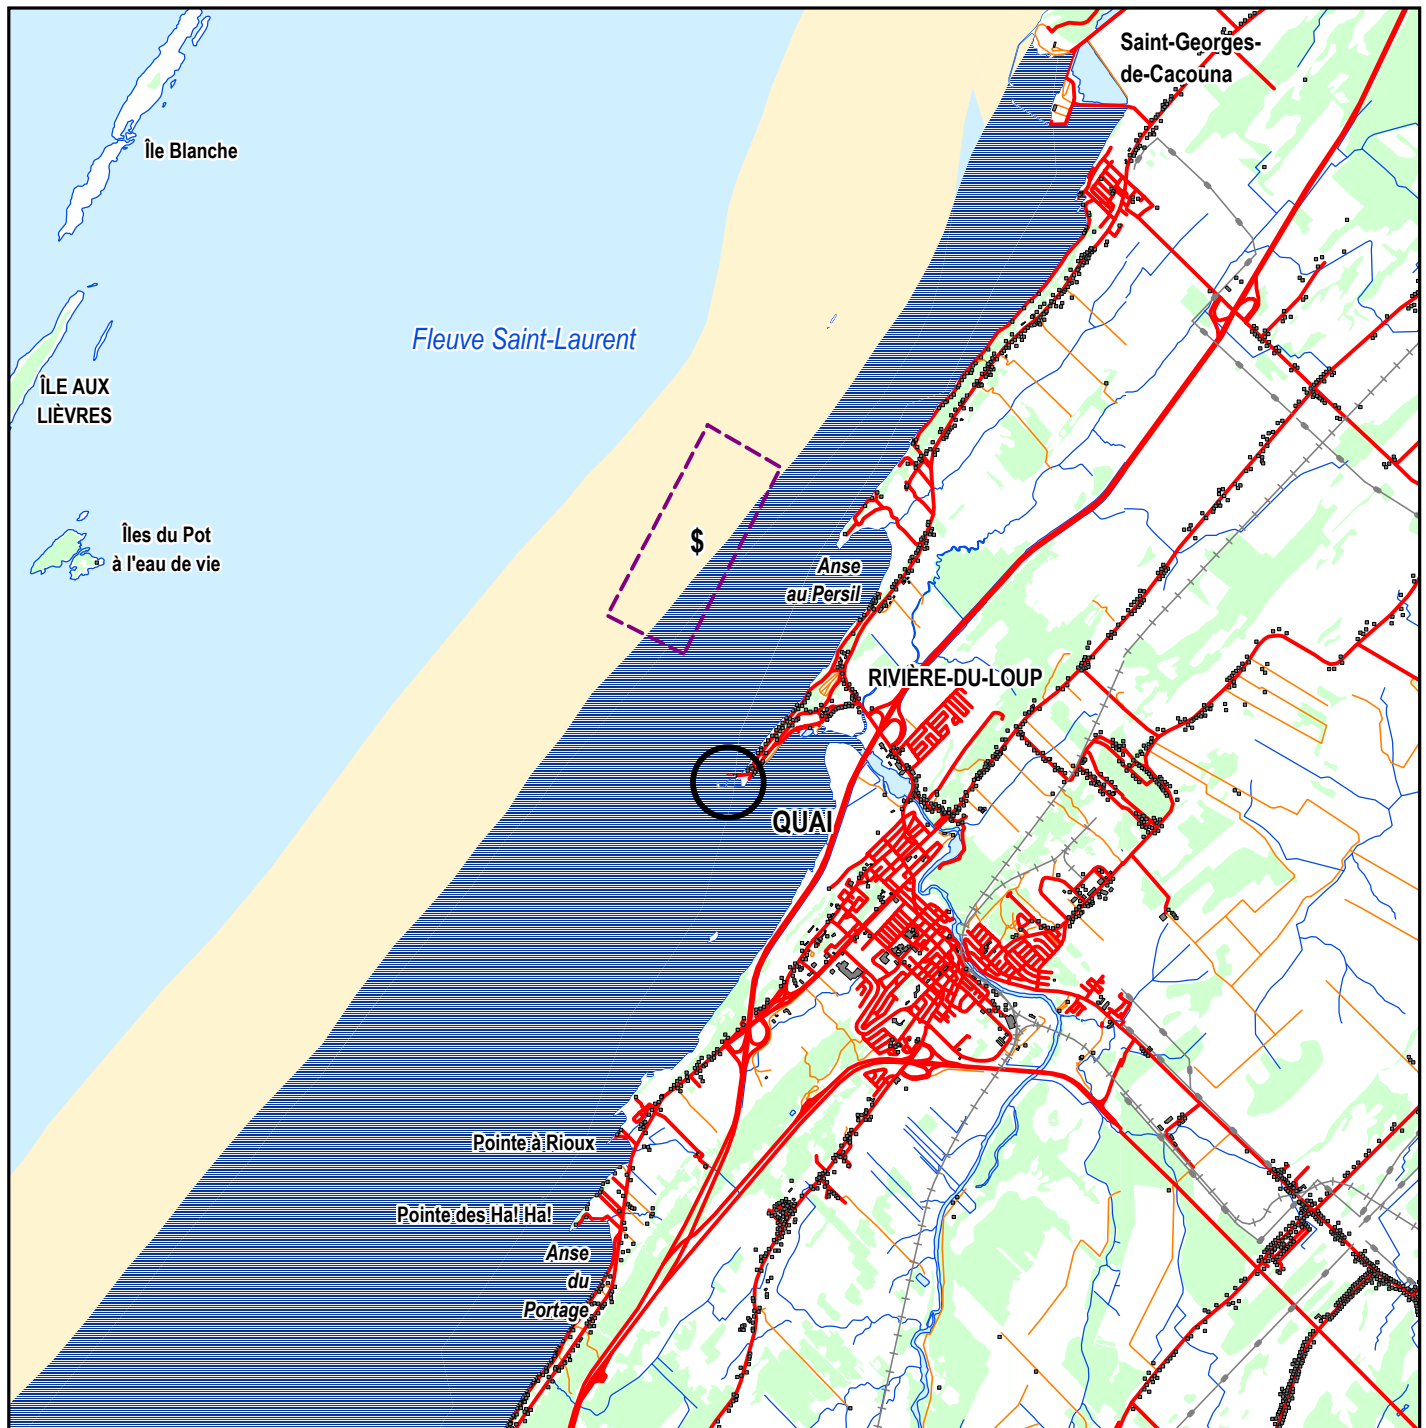 Saint-Georges-
de-Cacouna
Île Blanche
Fleuve Saint-Laurent
ÎLE AUX
LIÈVRES
Îles du Pot
à l'eau de vie
$
Anse
au Persil
RIVIÈRE-DU-LOUP
QUAI
Pointe à Rioux
Pointe des Ha! Ha!
Anse
du
Portage